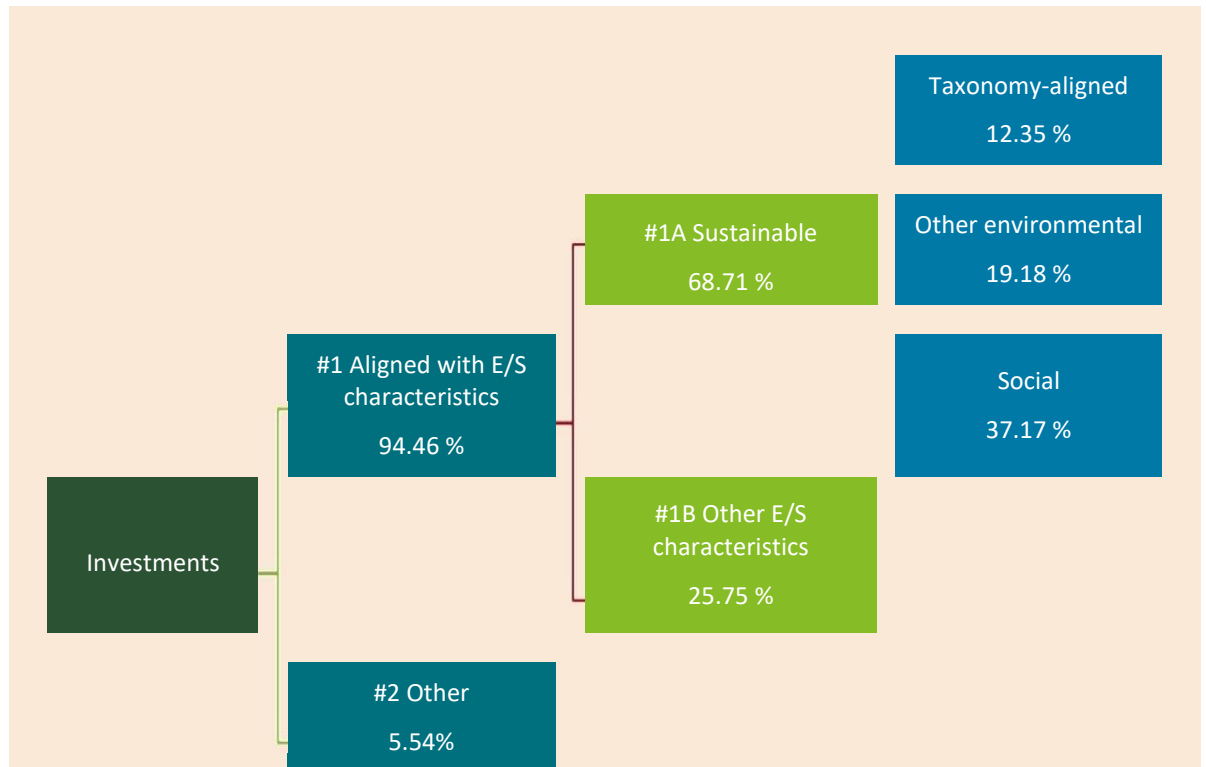 Taxonomy-aligned
12.35 %
#1A Sustainable
68.71 %
Other environmental
19.18 %
#1 Aligned with E/S
characteristics
94.46 %
Social
37.17 %
Investments
#1B Other E/S
characteristics
25.75 %
#2 Other
5.54%